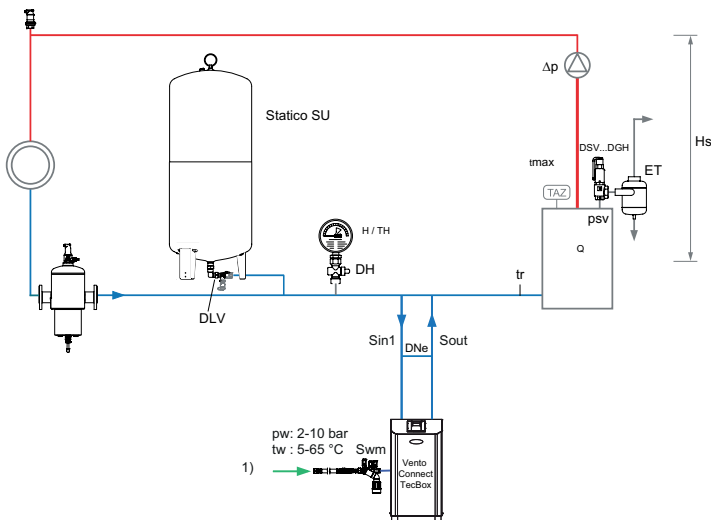 Δp
Hs
Statico SU
DSV...DGH
tmax
ET
TAZ
psv
H / TH
Q
DH
tr
DLV
Sin1
DNe
Sout
pw: 2-10 bar
tw : 5-65 °C
Swm
1)
Vento
Connect
TecBox